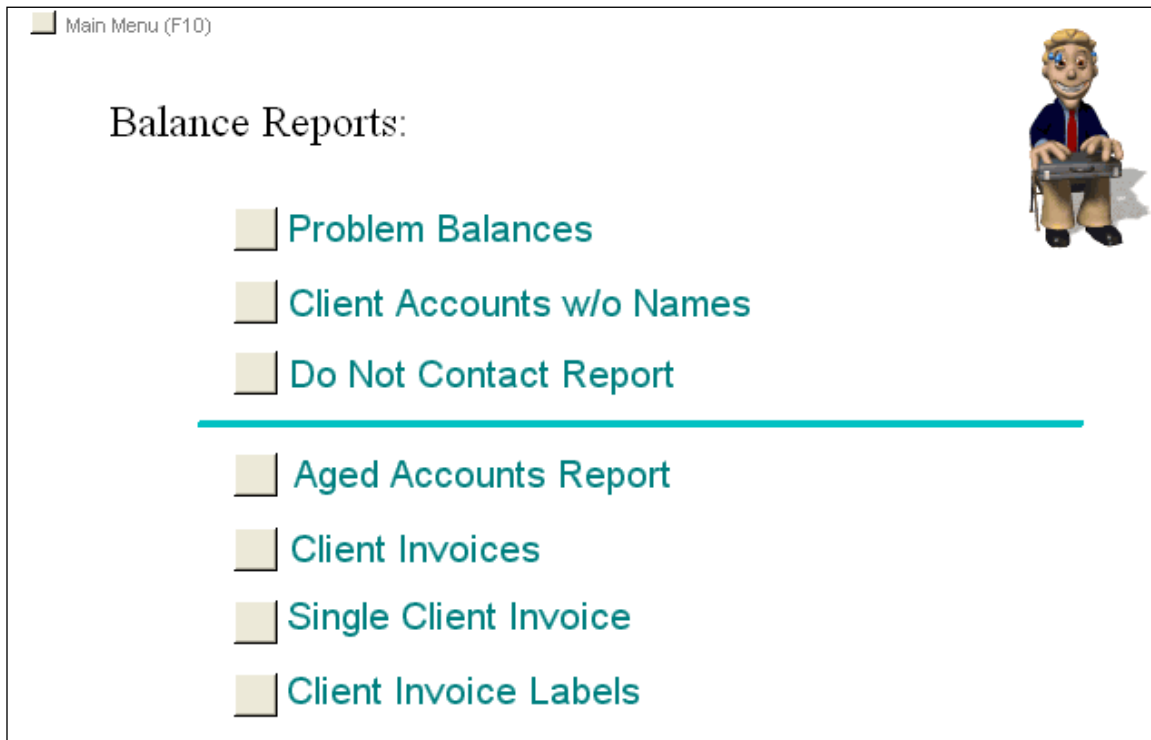 Main Menu (F10)
Balance Reports:
Problem Balances
Client Accounts w/o Names
Do Not Contact Report
Aged Accounts Report
Client Invoices
Single Client Invoice
Client Invoice Labels